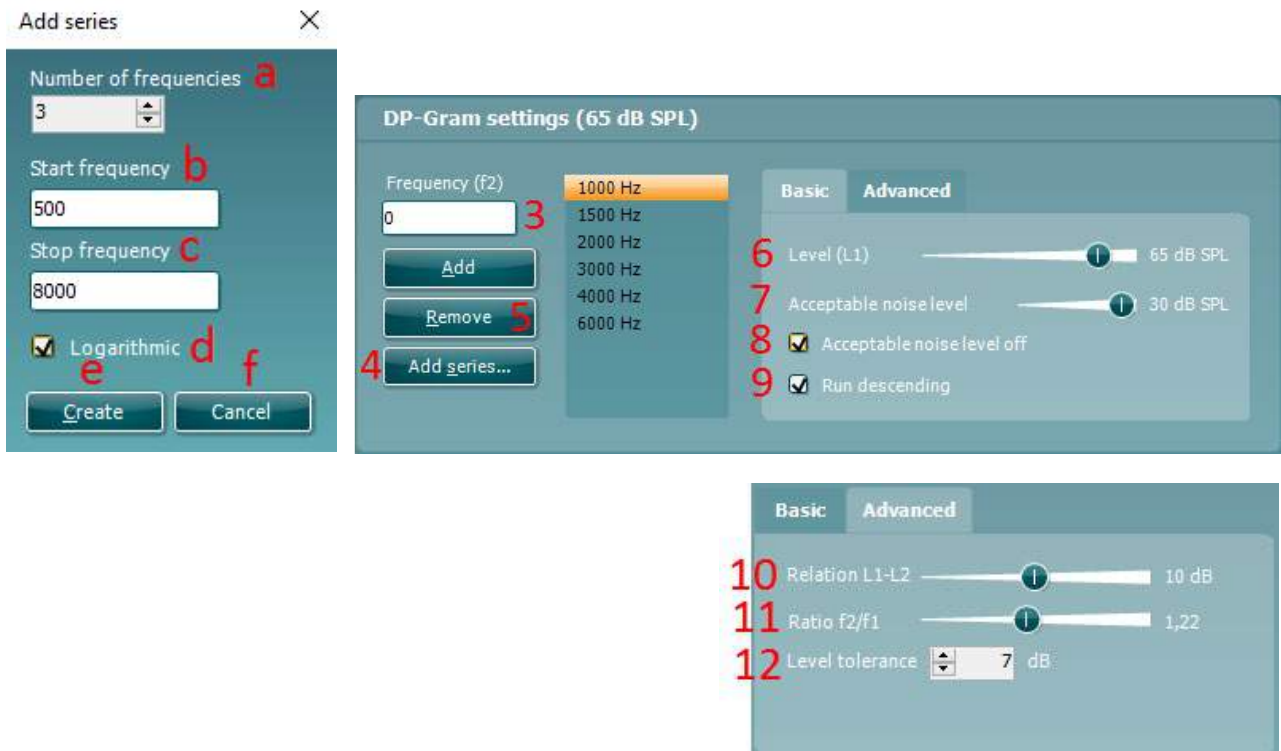 Add series
Number of frequencies a
3
Start frequency b
500
Stop frequency c
8000
Logarithmic d
e f
Create Cancel
DP-Gram settings (65 dB SPL)
Frequency (f2)
0 3
Add
Remove 5
4 Add series...
1000 Hz
1500 Hz
2000 Hz
3000 Hz
4000 Hz
6000 Hz
Basic Advanced
6 Level (L1) 65 dB SPL
7 Acceptable noise level 30 dB SPL
8 Acceptable noise level off
9 Run descending
Basic Advanced
10 Relation L1-L2 10 dB
11 Ratio f2/f1 1,22
12 Level tolerance 7 dB